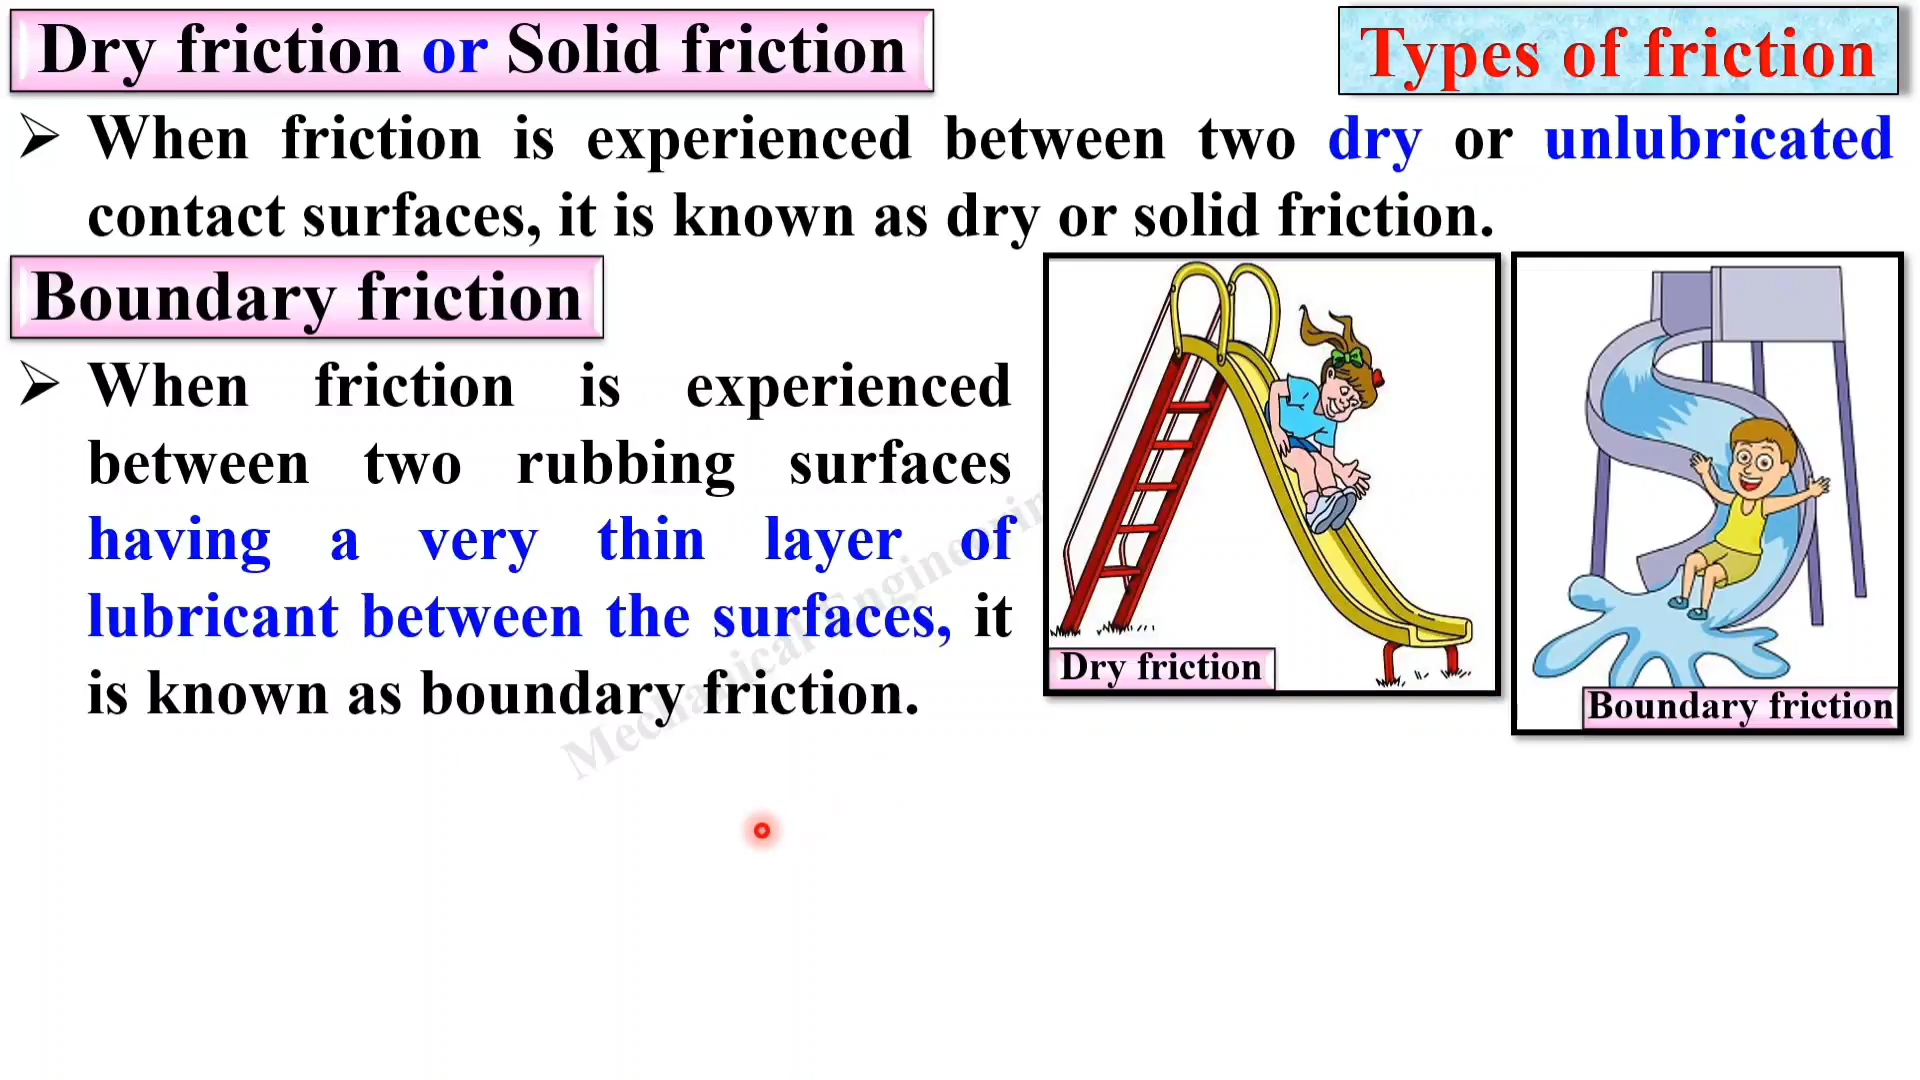 Dry friction or Solid friction
Types of friction
➢ When friction is experienced between two dry or unlubricated
contact surfaces, it is known as dry or solid friction.
Boundary friction
➢ When friction is experienced
between two rubbing surfaces
having a very thin layer of
lubricant between the surfaces, it
is known as boundary friction.
Dry friction
Boundary friction
Mechanical Engineering